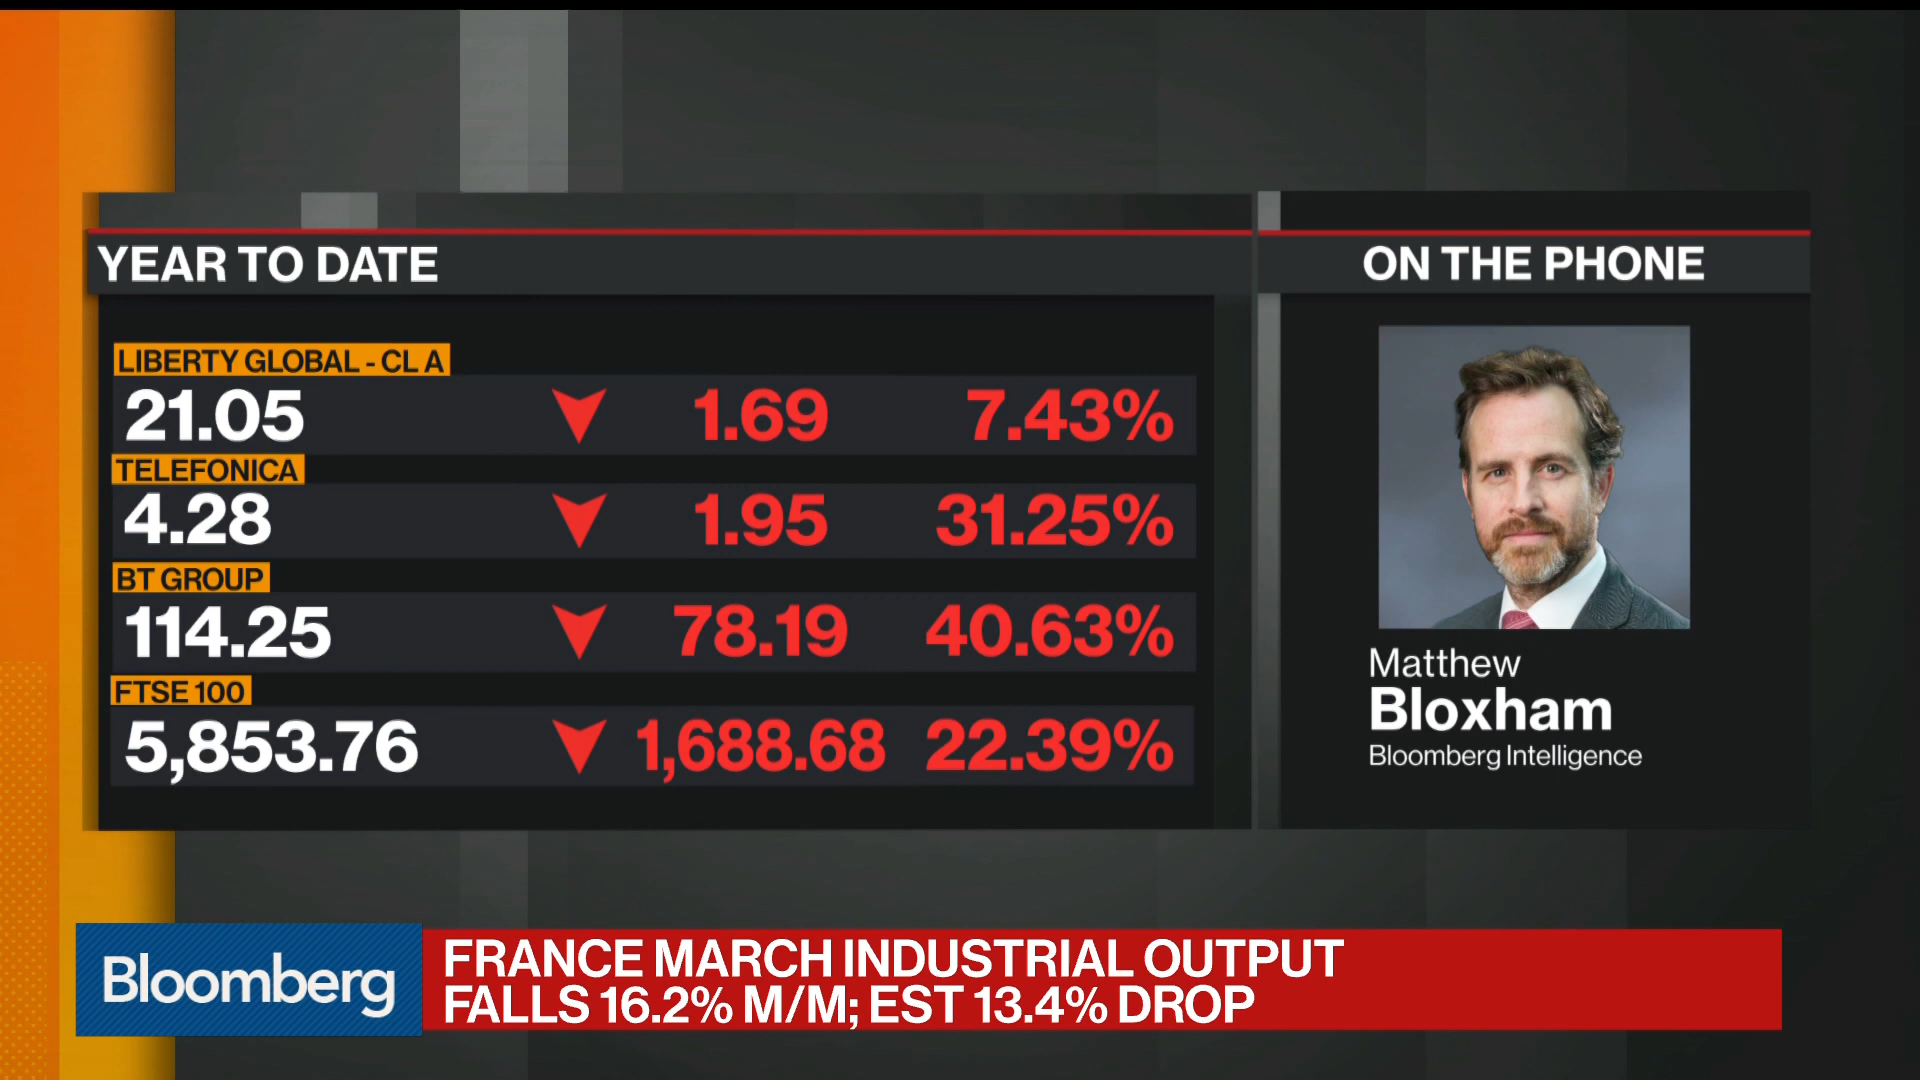 YEAR TO DATE
LIBERTY GLOBAL - CL A
21.05 1.69 7.43%
TELEFONICA
4.28 1.95 31.25%
BT GROUP
114.25 78.19 40.63%
FTSE 100
5,853.76 1,688.68 22.39%
ON THE PHONE
Matthew
Bloxham
Bloomberg Intelligence
Bloomberg
FRANCE MARCH INDUSTRIAL OUTPUT
FALLS 16.2% M/M; EST 13.4% DROP